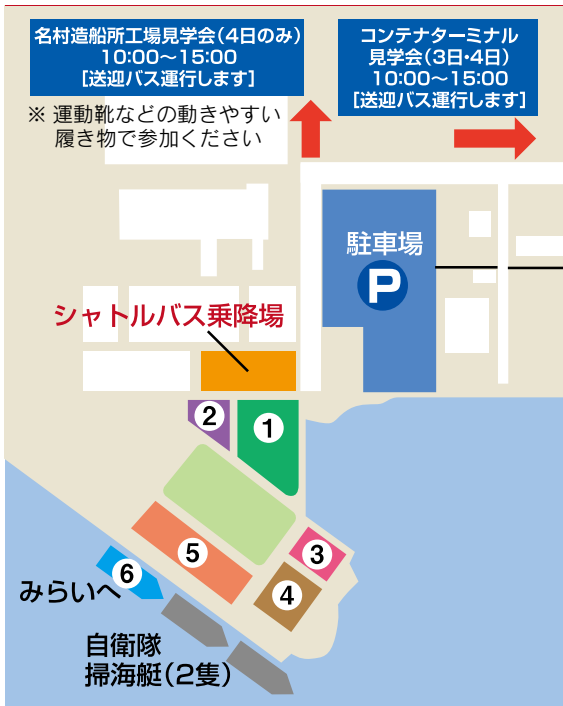 名村造船所工場見学会（4日のみ）
10:00～15:00
［送迎バス運行します］
※ 運動靴などの動きやすい
履き物で参加ください
コンテナターミナル
見学会（3日・4日）
10:00～15:00
［送迎バス運行します］
駐車場
P
シャトルバス乗降場
2
1
5
3
6
4
みらいへ
自衛隊
掃海艇（2隻）